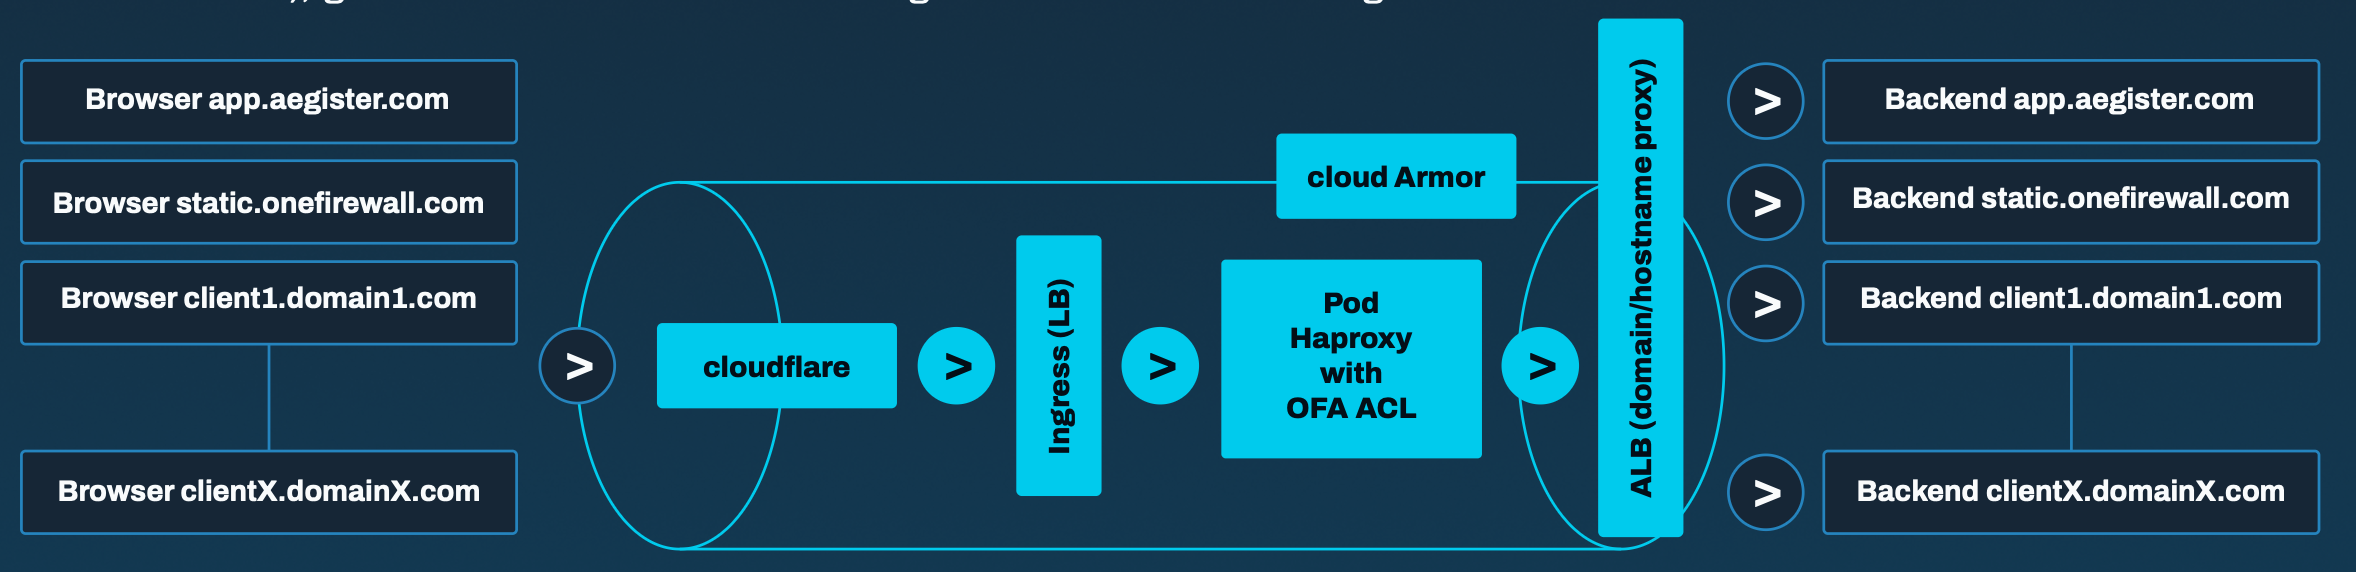 Browser app.aegister.com
Browser static.onefirewall.com
Browser client1.domain1.com
Browser clientX.domainX.com
>
cloudflare
>
Ingress (LB)
>
Pod
Haproxy
with
OFA ACL
cloud Armor
>
ALB (domain/hostname proxy)
>
Backend app.aegister.com
>
Backend static.onefirewall.com
>
Backend client1.domain1.com
>
Backend clientX.domainX.com